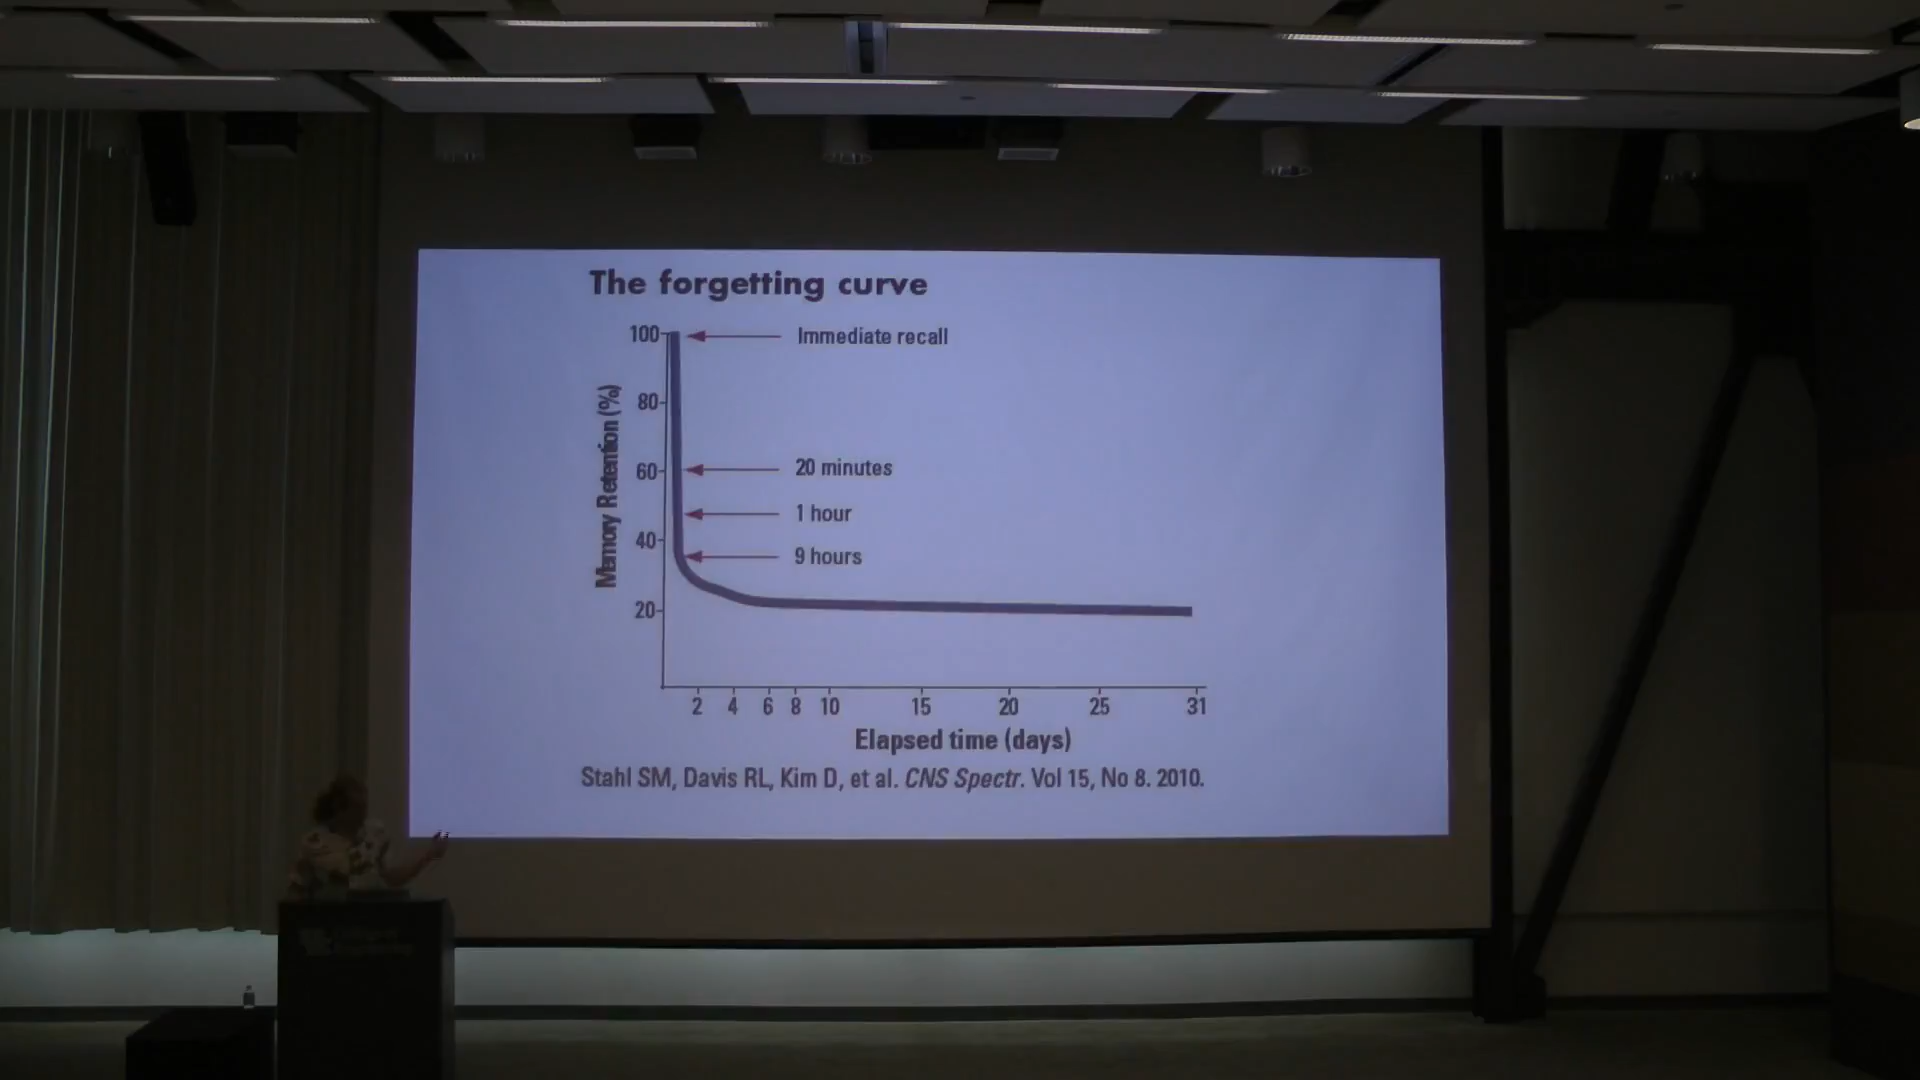 The forgetting curve
100
Immediate recall
80
Memory Retention (%)
60
20 minutes
1 hour
40
9 hours
20
2 4 6 8 10 15 20 25 31
Elapsed time (days)
Stahl SM, Davis RL, Kim D, et al. CNS Spectr. Vol 15, No 8. 2010.